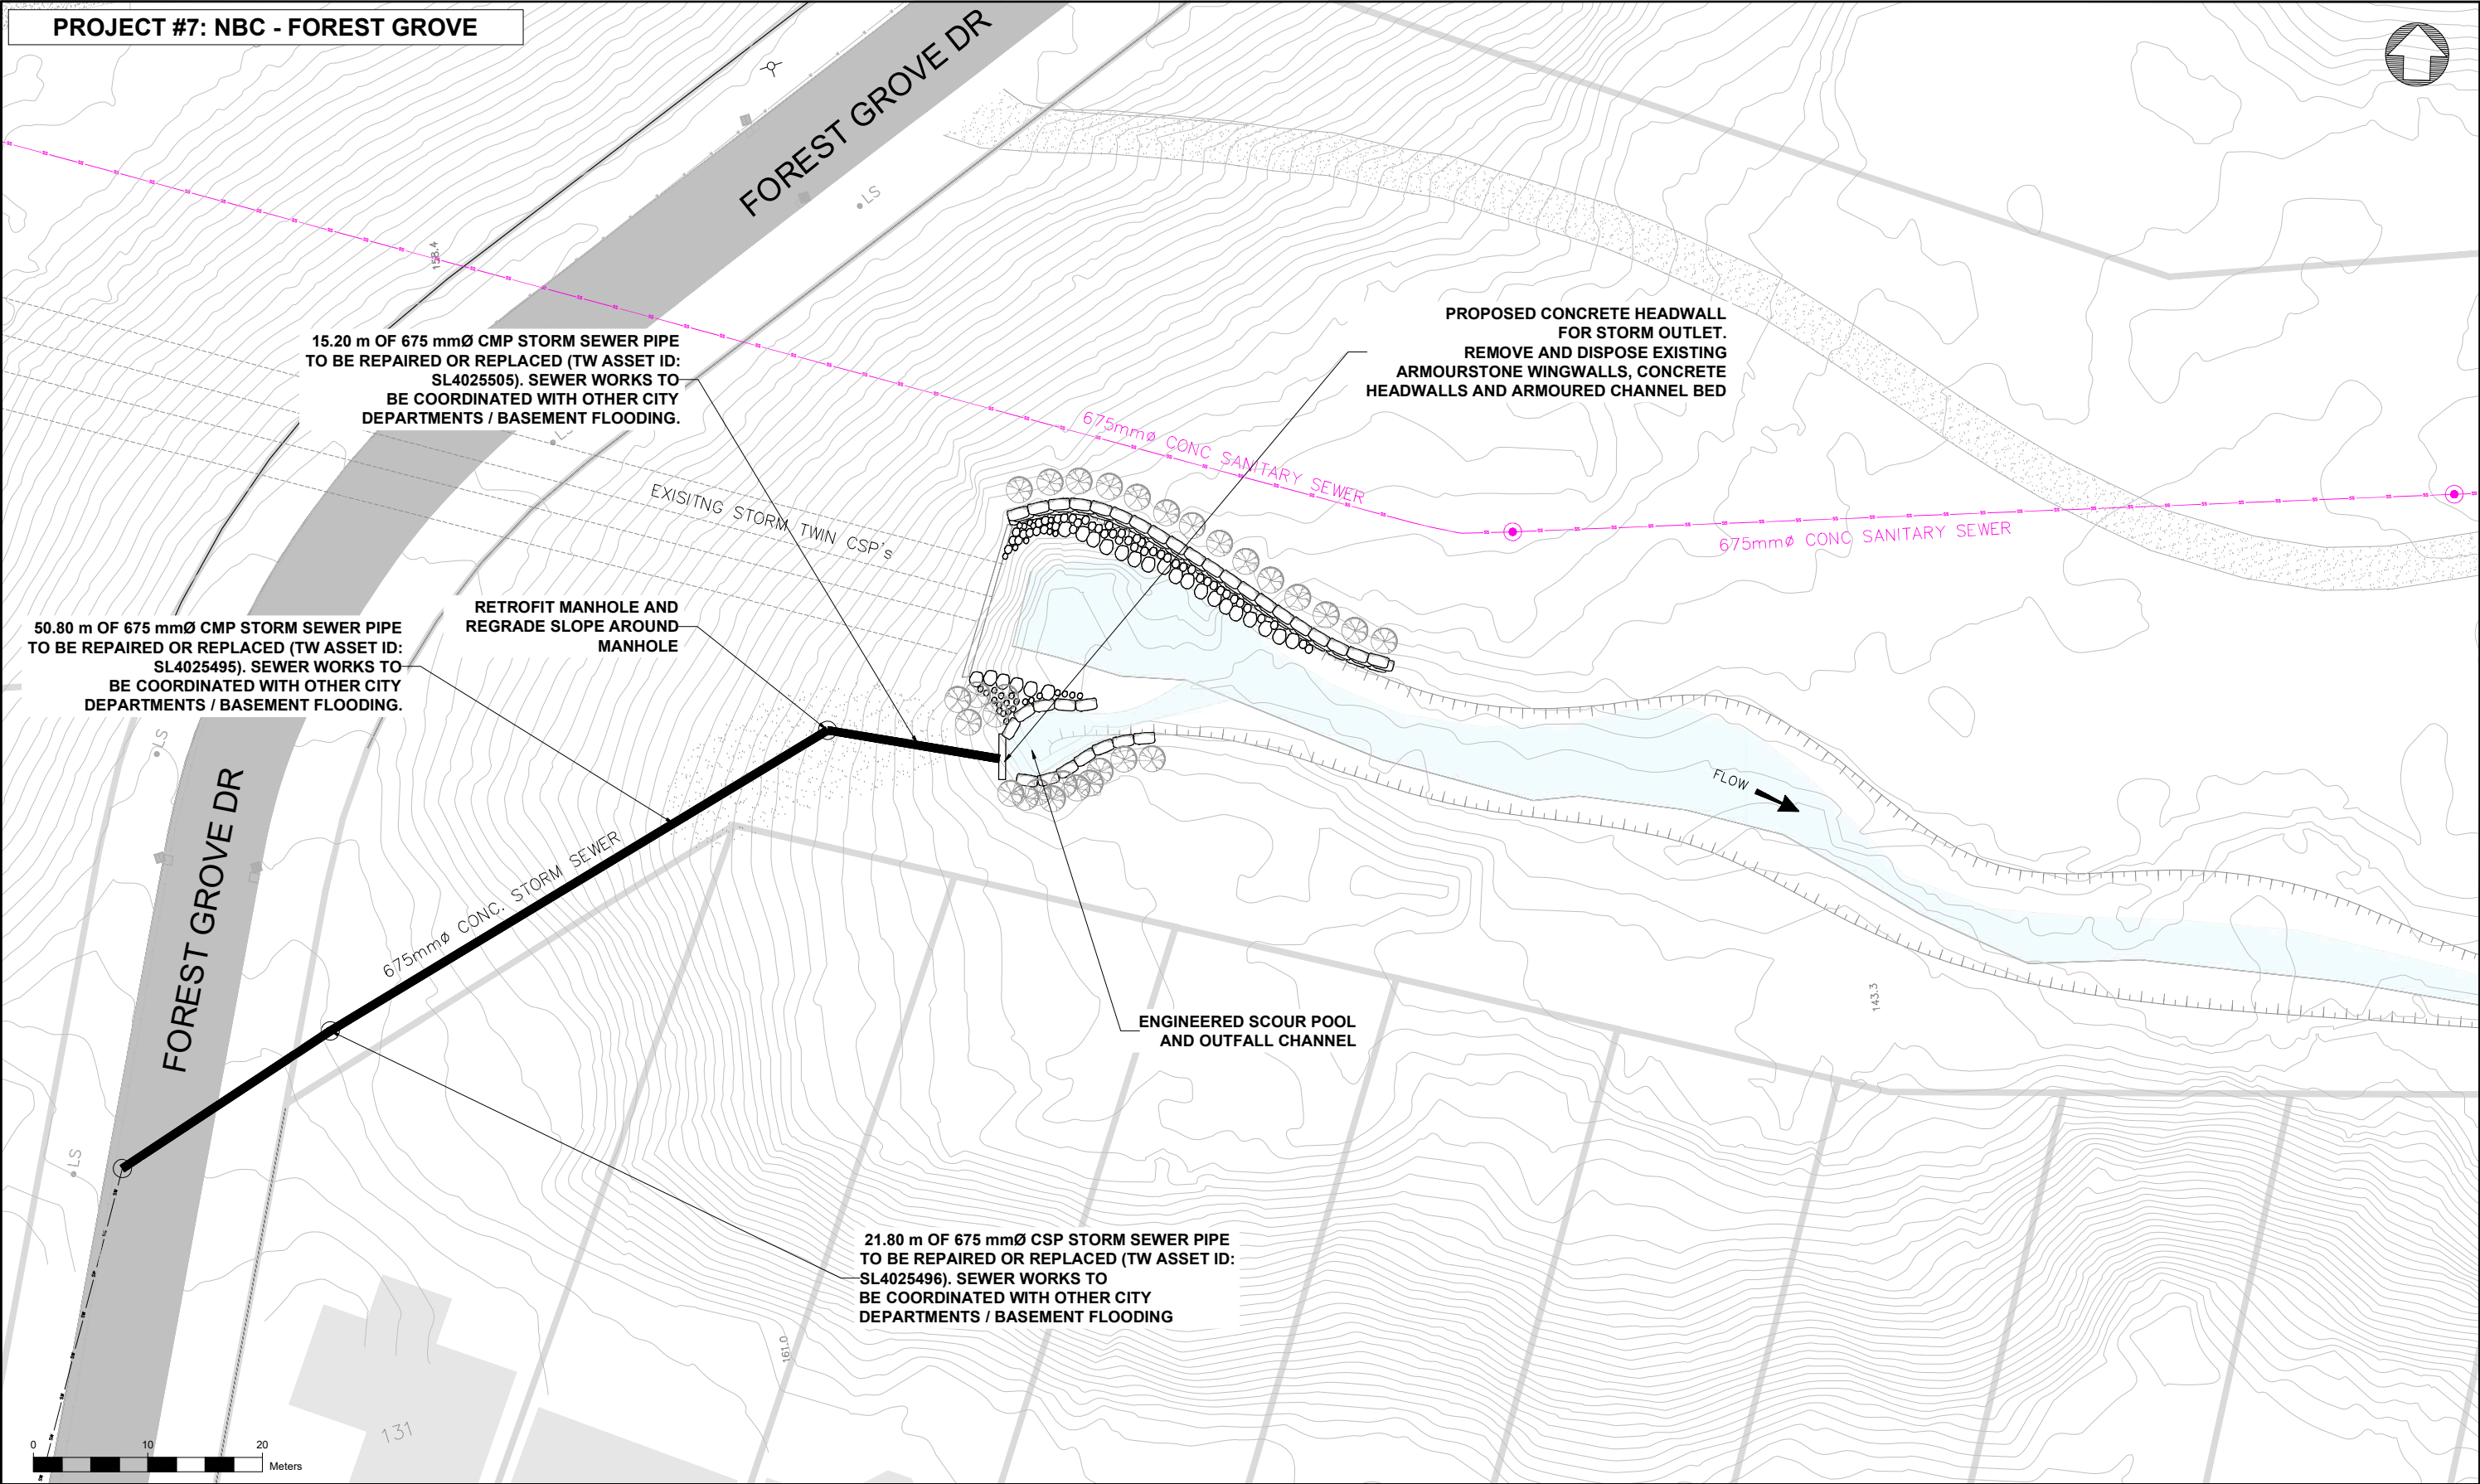 PROJECT #7: NBC - FOREST GROVE
FOREST GROVE DR
LS
158.4
15.20 m OF 675 mmØ CMP STORM SEWER PIPE
TO BE REPAIRED OR REPLACED (TW ASSET ID:
SL4025505). SEWER WORKS TO
BE COORDINATED WITH OTHER CITY
DEPARTMENTS / BASEMENT FLOODING.
PROPOSED CONCRETE HEADWALL
FOR STORM OUTLET.
REMOVE AND DISPOSE EXISTING
ARMOURSTONE WINGWALLS, CONCRETE
HEADWALLS AND ARMOURED CHANNEL BED
675mmø CONC SANITARY SEWER
675mmø CONC SANITARY SEWER
EXISITNG STORM TWIN CSP's
RETROFIT MANHOLE AND
REGRADE SLOPE AROUND
MANHOLE
50.80 m OF 675 mmØ CMP STORM SEWER PIPE
TO BE REPAIRED OR REPLACED (TW ASSET ID:
SL4025495). SEWER WORKS TO
BE COORDINATED WITH OTHER CITY
DEPARTMENTS / BASEMENT FLOODING.
LS
FLOW
FOREST GROVE DR
675mmø CONC. STORM SEWER
143.3
ENGINEERED SCOUR POOL
AND OUTFALL CHANNEL
LS
21.80 m OF 675 mmØ CSP STORM SEWER PIPE
TO BE REPAIRED OR REPLACED (TW ASSET ID:
SL4025496). SEWER WORKS TO
BE COORDINATED WITH OTHER CITY
DEPARTMENTS / BASEMENT FLOODING
161.0
131
0 10 20
Meters